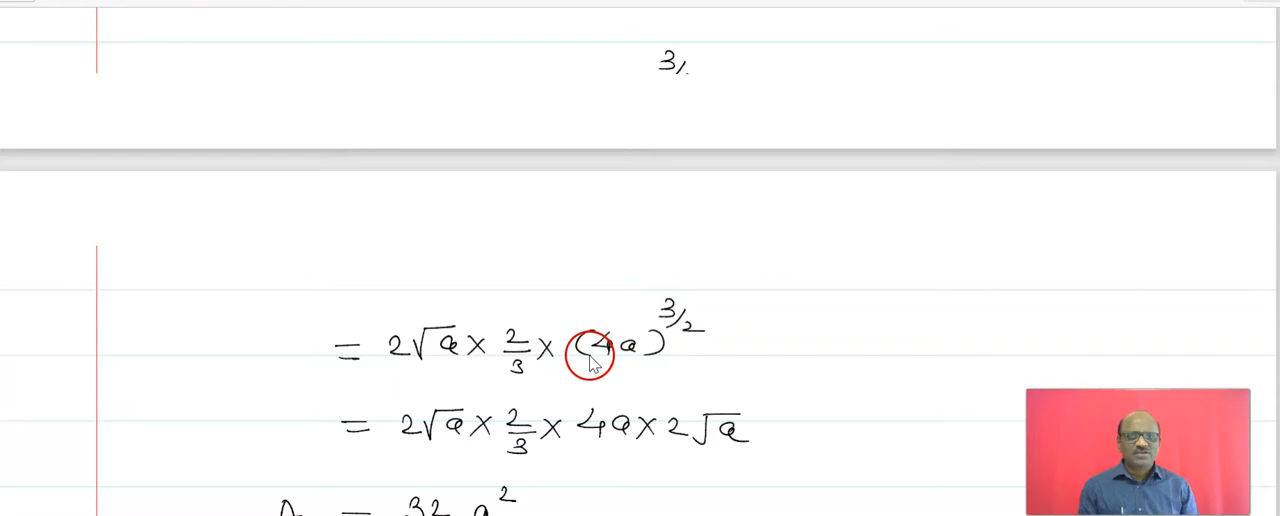 3/
= 2√a × 2/3 × (4a)^3/2
= 2√a × 2/3 × 4a × 2√a
= 32 a^2